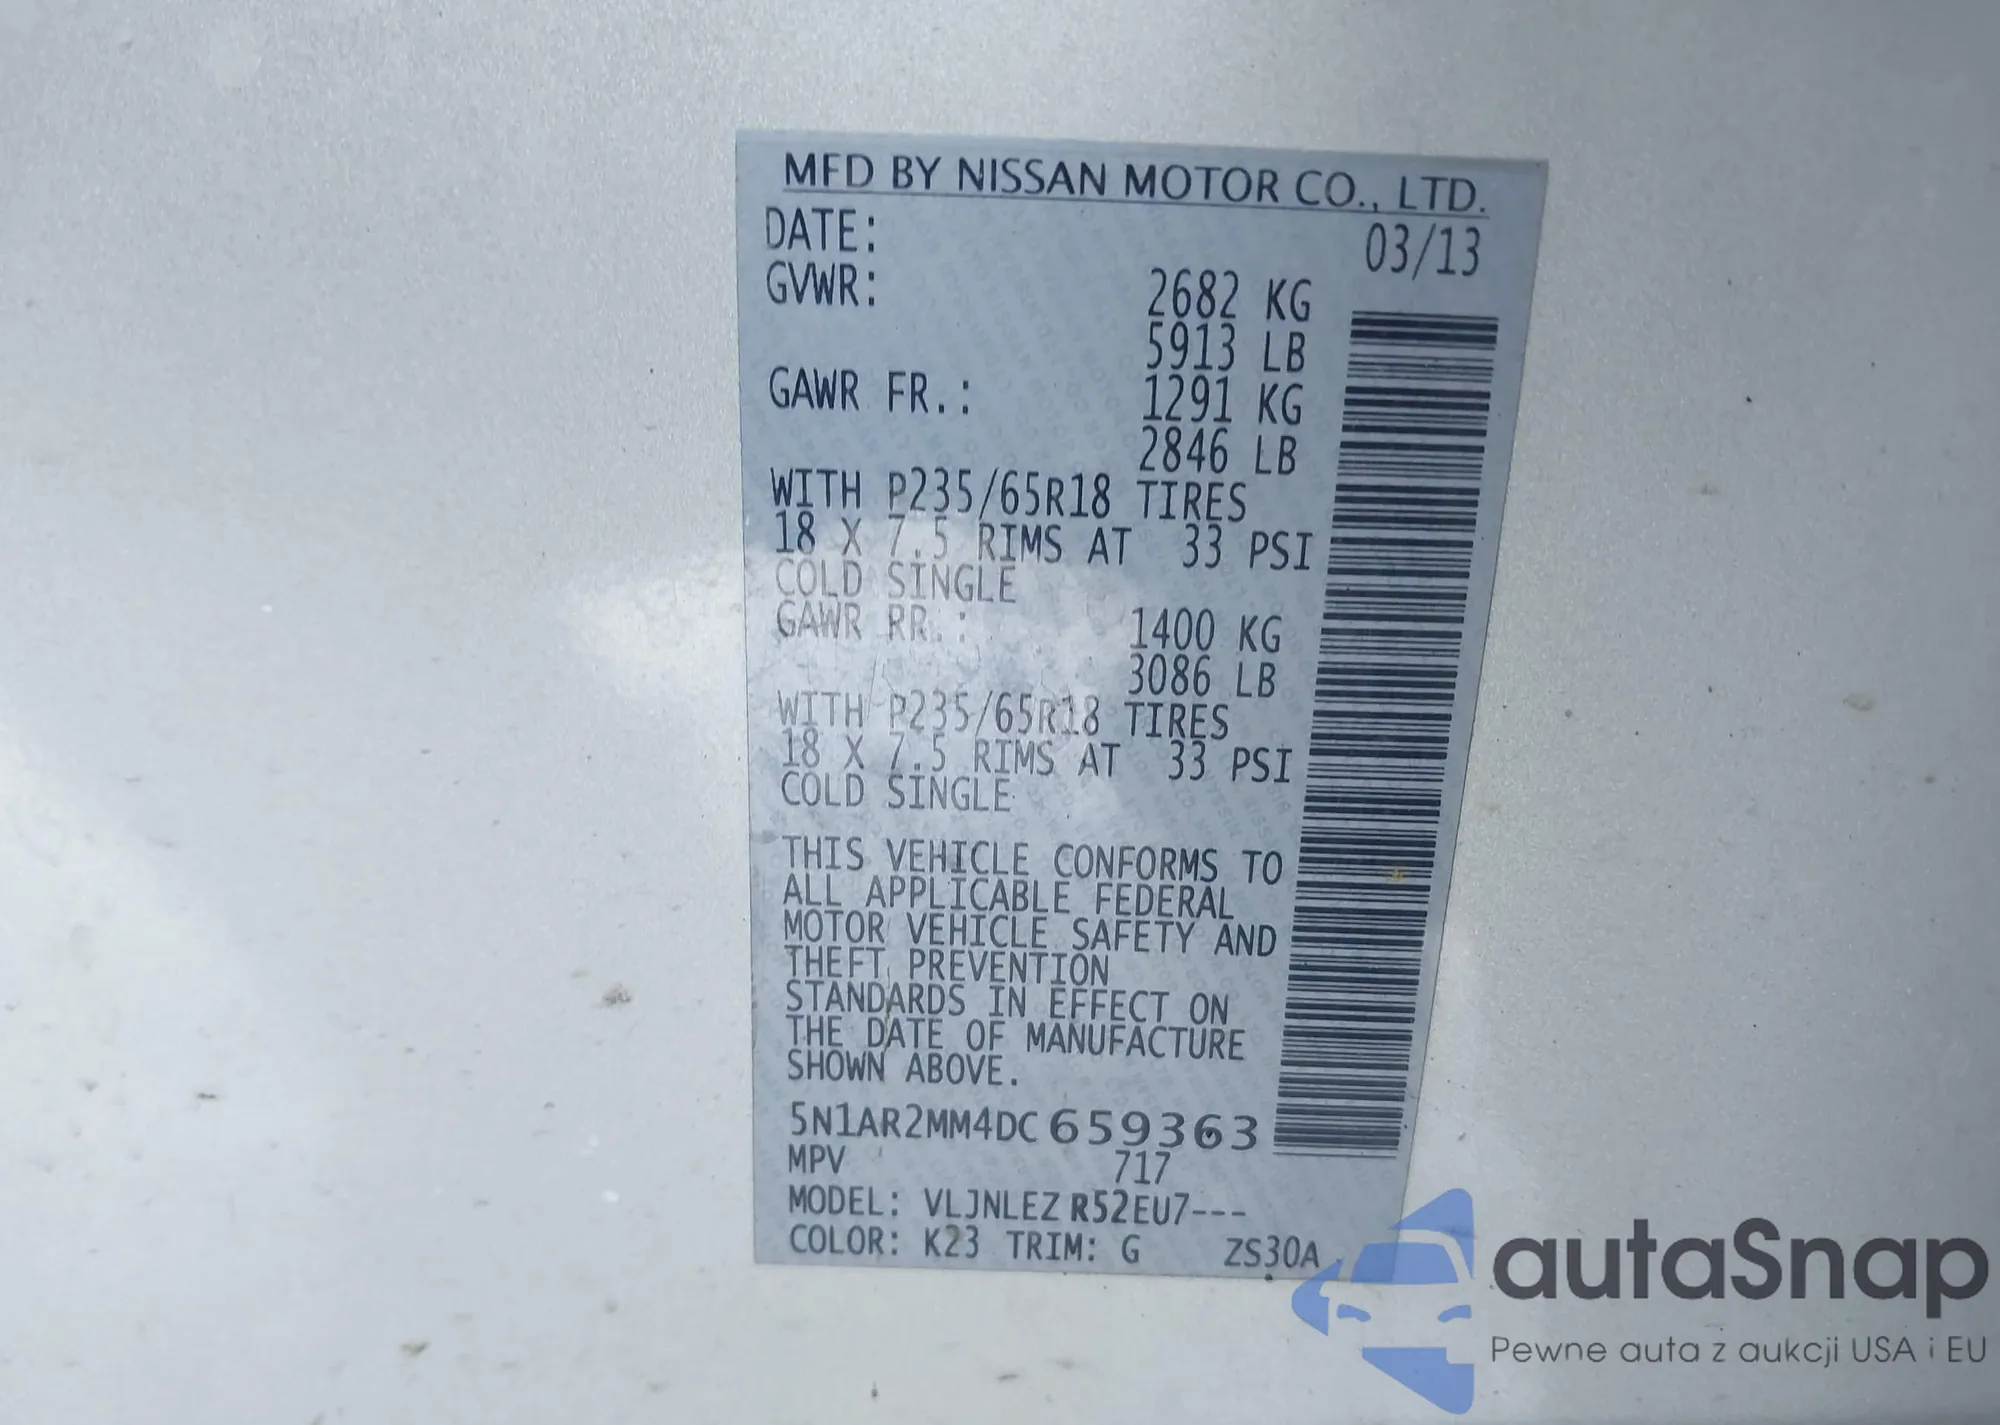 MFD BY NISSAN MOTOR CO., LTD.
DATE: 03/13
GVWR: 2682 KG
5913 LB
GAWR FR.: 1291 KG
2846 LB
WITH P235/65R18 TIRES
18 X 7.5 RIMS AT 33 PSI
COLD SINGLE
GAWR RR.: 1400 KG
3086 LB
WITH P235/65R18 TIRES
18 X 7.5 RIMS AT 33 PSI
COLD SINGLE
THIS VEHICLE CONFORMS TO
ALL APPLICABLE FEDERAL
MOTOR VEHICLE SAFETY AND
THEFT PREVENTION
STANDARDS IN EFFECT ON
THE DATE OF MANUFACTURE
SHOWN ABOVE.
5N1AR2MM4DC659363
MPV 717
MODEL: VLJNLEZ R52EU7---
COLOR: K23 TRIM: G ZS30A
autaSnap
Pewne auta z aukcji USA i EU